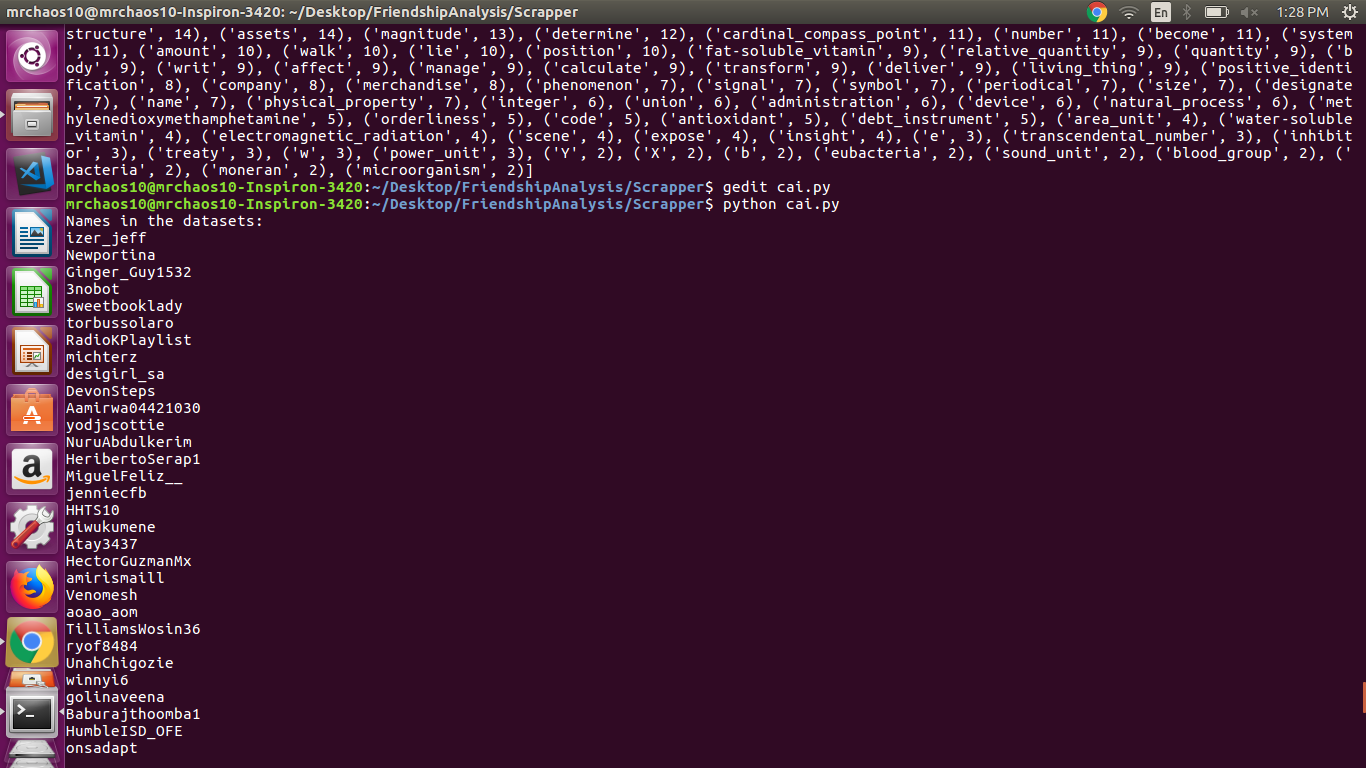 mrchaos10@mrchaos10-Inspiron-3420: ~/Desktop/FriendshipAnalysis/Scrapper
En
1:28 PM
structure', 14), ('assets', 14), ('magnitude', 13), ('determine', 12), ('cardinal_compass_point', 11), ('number', 11), ('become', 11), ('system
', 11), ('amount', 10), ('walk', 10), ('lie', 10), ('position', 10), ('fat-soluble_vitamin', 9), ('relative_quantity', 9), ('quantity', 9), ('b
ody', 9), ('writ', 9), ('affect', 9), ('manage', 9), ('calculate', 9), ('transform', 9), ('deliver', 9), ('living_thing', 9), ('positive_identi
fication', 8), ('company', 8), ('merchandise', 8), ('phenomenon', 7), ('signal', 7), ('symbol', 7), ('periodical', 7), ('size', 7), ('designate
', 7), ('name', 7), ('physical_property', 7), ('integer', 6), ('union', 6), ('administration', 6), ('device', 6), ('natural_process', 6), ('met
hylenedioxymethamphetamine', 5), ('orderliness', 5), ('code', 5), ('antioxidant', 5), ('debt_instrument', 5), ('area_unit', 4), ('water-soluble
_vitamin', 4), ('electromagnetic_radiation', 4), ('scene', 4), ('expose', 4), ('insight', 4), ('e', 3), ('transcendental_number', 3), ('inhibit
or', 3), ('treaty', 3), ('w', 3), ('power_unit', 3), ('Y', 2), ('X', 2), ('b', 2), ('eubacteria', 2), ('sound_unit', 2), ('blood_group', 2), ('
bacteria', 2), ('moneran', 2), ('microorganism', 2)]
mrchaos10@mrchaos10-Inspiron-3420:~/Desktop/FriendshipAnalysis/Scrapper$ gedit cai.py
mrchaos10@mrchaos10-Inspiron-3420:~/Desktop/FriendshipAnalysis/Scrapper$ python cai.py
Names in the datasets:
izer_jeff
Newportina
Ginger_Guy1532
3nobot
sweetbooklady
torbussolaro
RadioKPlaylist
michterz
desigirl_sa
DevonSteps
Aamirwa04421030
yodjscottie
NuruAbdulkerim
HeribertoSerap1
MiguelFeliz__
jenniecfb
HHTS10
giwukumene
Atay3437
HectorGuzmanMx
amirismaill
Venomesh
aoao_aom
TilliamsWosin36
ryof8484
UnahChigozie
winnyi6
golinaveena
Baburajthoomba1
HumbleISD_OFE
onsadapt